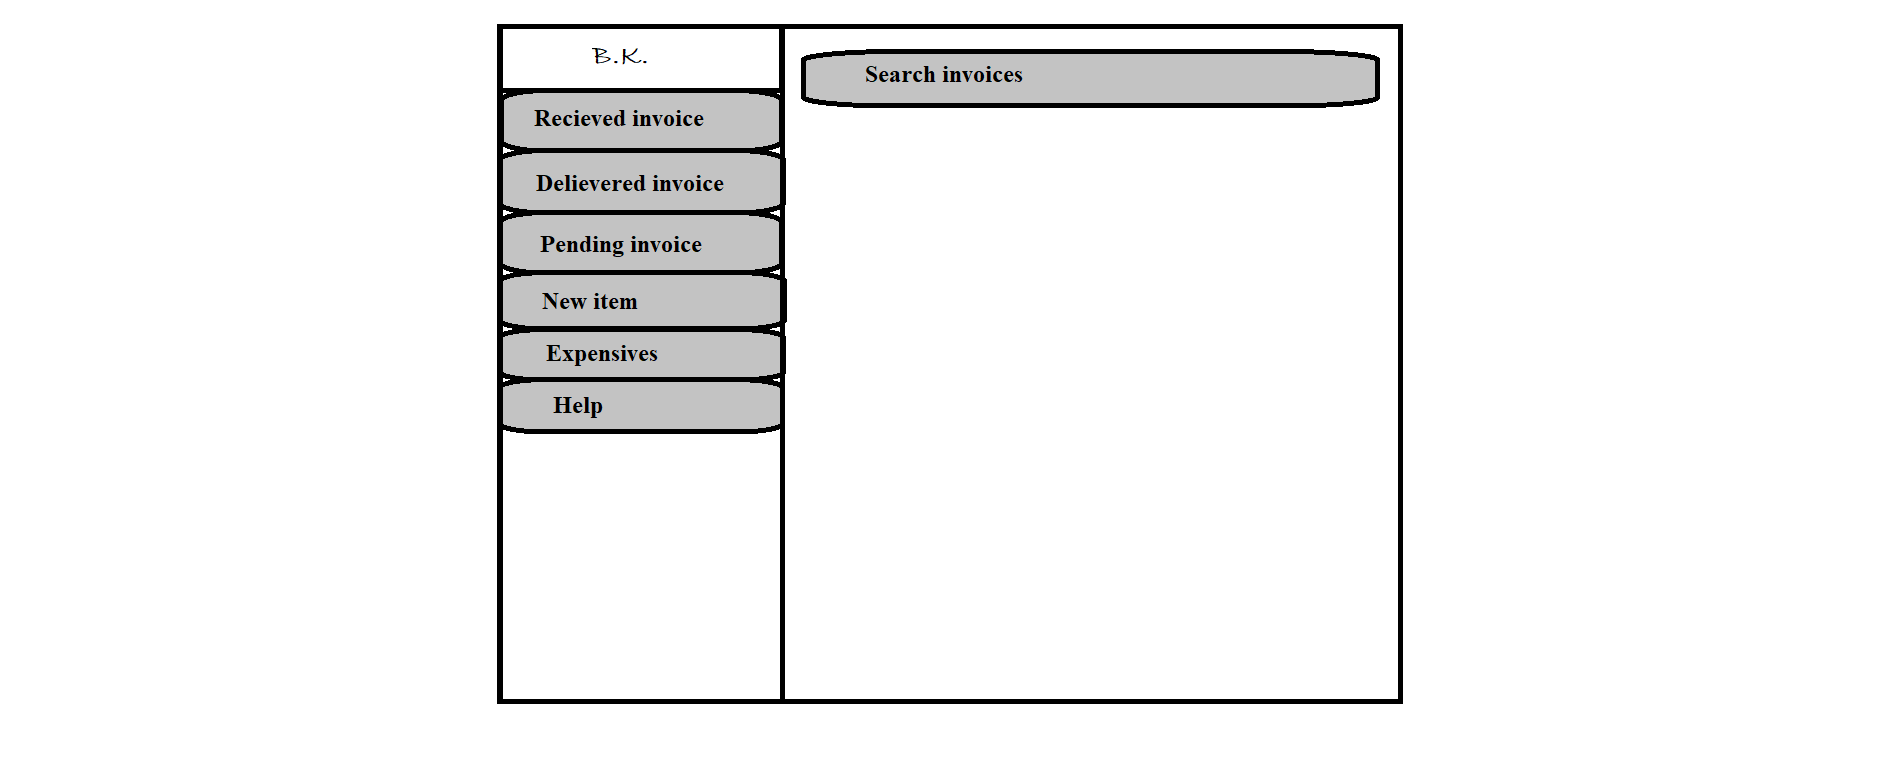 B.K.
Recieved invoice
Delievered invoice
Pending invoice
New item
Expensives
Help
Search invoices